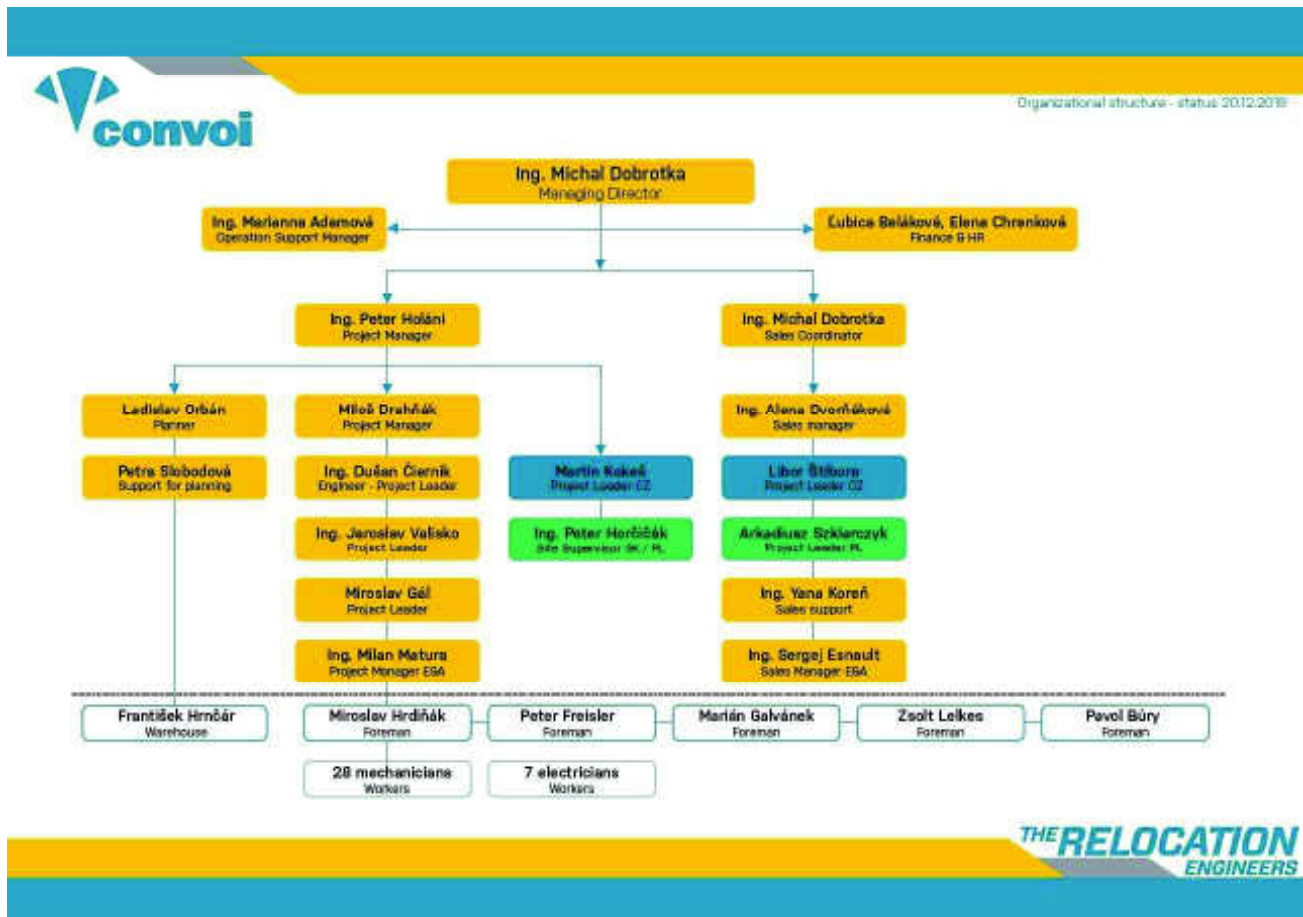 convoi
Organizational structure - status 20.12.2018
Ing. Michal Dobrotka
Managing Director
Ing. Marianna Adamová
Operation Support Manager
Ľubica Beláková, Elena Chrenková
Finance & HR
Ing. Peter Holáni
Project Manager
Ing. Michal Dobrotka
Sales Coordinator
Ladislav Orbán
Planner
Miloš Drahňák
Project Manager
Ing. Alena Dvorňáková
Sales manager
Petra Slobodová
Support for planning
Ing. Dušan Čiernik
Engineer - Project Leader
Martin Kokeš
Project Leader CZ
Libor Štibora
Project Leader CZ
Ing. Jaroslav Valisko
Project Leader
Ing. Peter Horčičák
Site Supervisor SK / PL
Arkadiusz Szklarczyk
Project Leader PL
Miroslav Gál
Project Leader
Ing. Yana Koreň
Sales support
Ing. Milan Matura
Project Manager EGA
Ing. Sergej Esnault
Sales Manager EGA
František Hrnčár
Warehouse
Miroslav Hrdiňák
Foreman
Peter Freisler
Foreman
Marián Galvánek
Foreman
Zsolt Lelkes
Foreman
Pavol Búry
Foreman
28 mechanicians
Workers
7 electricians
Workers
THE RELOCATION
ENGINEERS